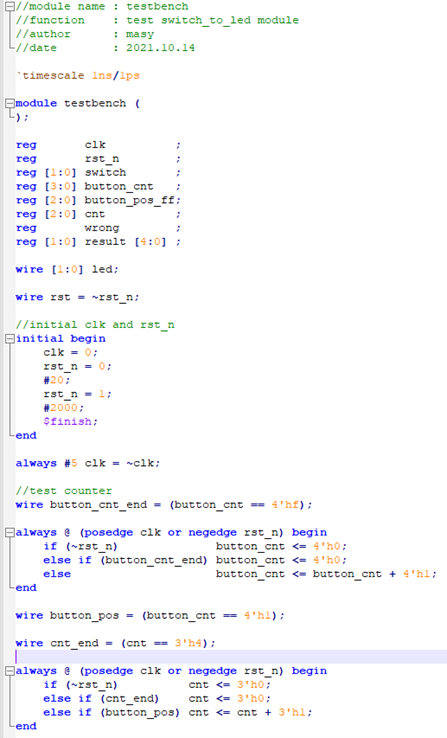 //module name : testbench
//function    : test switch_to_led module
//author      : masy
//date        : 2021.10.14
`timescale 1ns/1ps
module testbench (
);
reg       clk          ;
reg       rst_n        ;
reg [1:0] switch       ;
reg [3:0] button_cnt   ;
reg [2:0] button_pos_ff;
reg [2:0] cnt          ;
reg       wrong        ;
reg [1:0] result [4:0] ;
wire [1:0] led;
wire rst = ~rst_n;
//initial clk and rst_n
initial begin
    clk = 0;
    rst_n = 0;
    #20;
    rst_n = 1;
    #2000;
    $finish;
end
always #5 clk = ~clk;
//test counter
wire button_cnt_end = (button_cnt == 4'hf);
always @ (posedge clk or negedge rst_n) begin
    if (~rst_n)              button_cnt <= 4'h0;
    else if (button_cnt_end) button_cnt <= 4'h0;
    else                     button_cnt <= button_cnt + 4'h1;
end
wire button_pos = (button_cnt == 4'h1);
wire cnt_end = (cnt == 3'h4);
always @ (posedge clk or negedge rst_n) begin
    if (~rst_n)          cnt <= 3'h0;
    else if (cnt_end)    cnt <= 3'h0;
    else if (button_pos) cnt <= cnt + 3'h1;
end